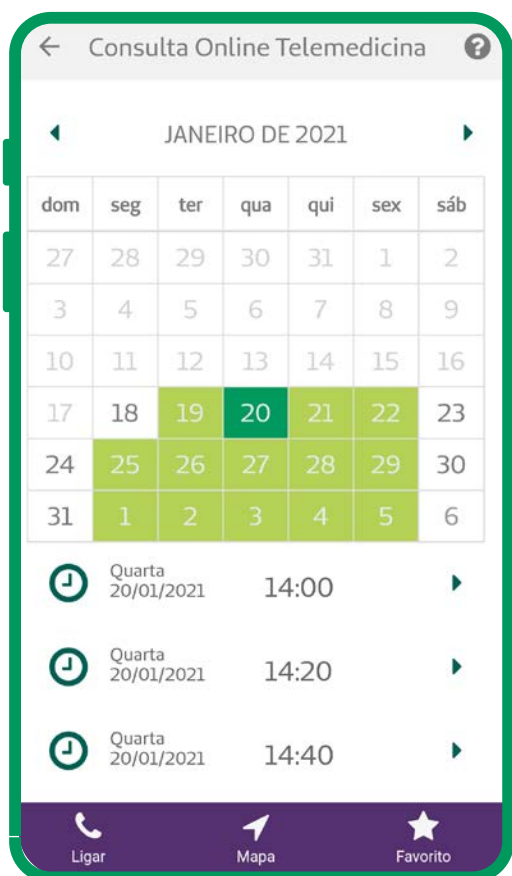 Consulta Online Telemedicina ?
JANEIRO DE 2021
dom seg ter qua qui sex sáb
27 28 29 30 31 1 2
3 4 5 6 7 8 9
10 11 12 13 14 15 16
17 18 19 20 21 22 23
24 25 26 27 28 29 30
31 1 2 3 4 5 6
Quarta
20/01/2021 14:00
Quarta
20/01/2021 14:20
Quarta
20/01/2021 14:40
Ligar Mapa Favorito